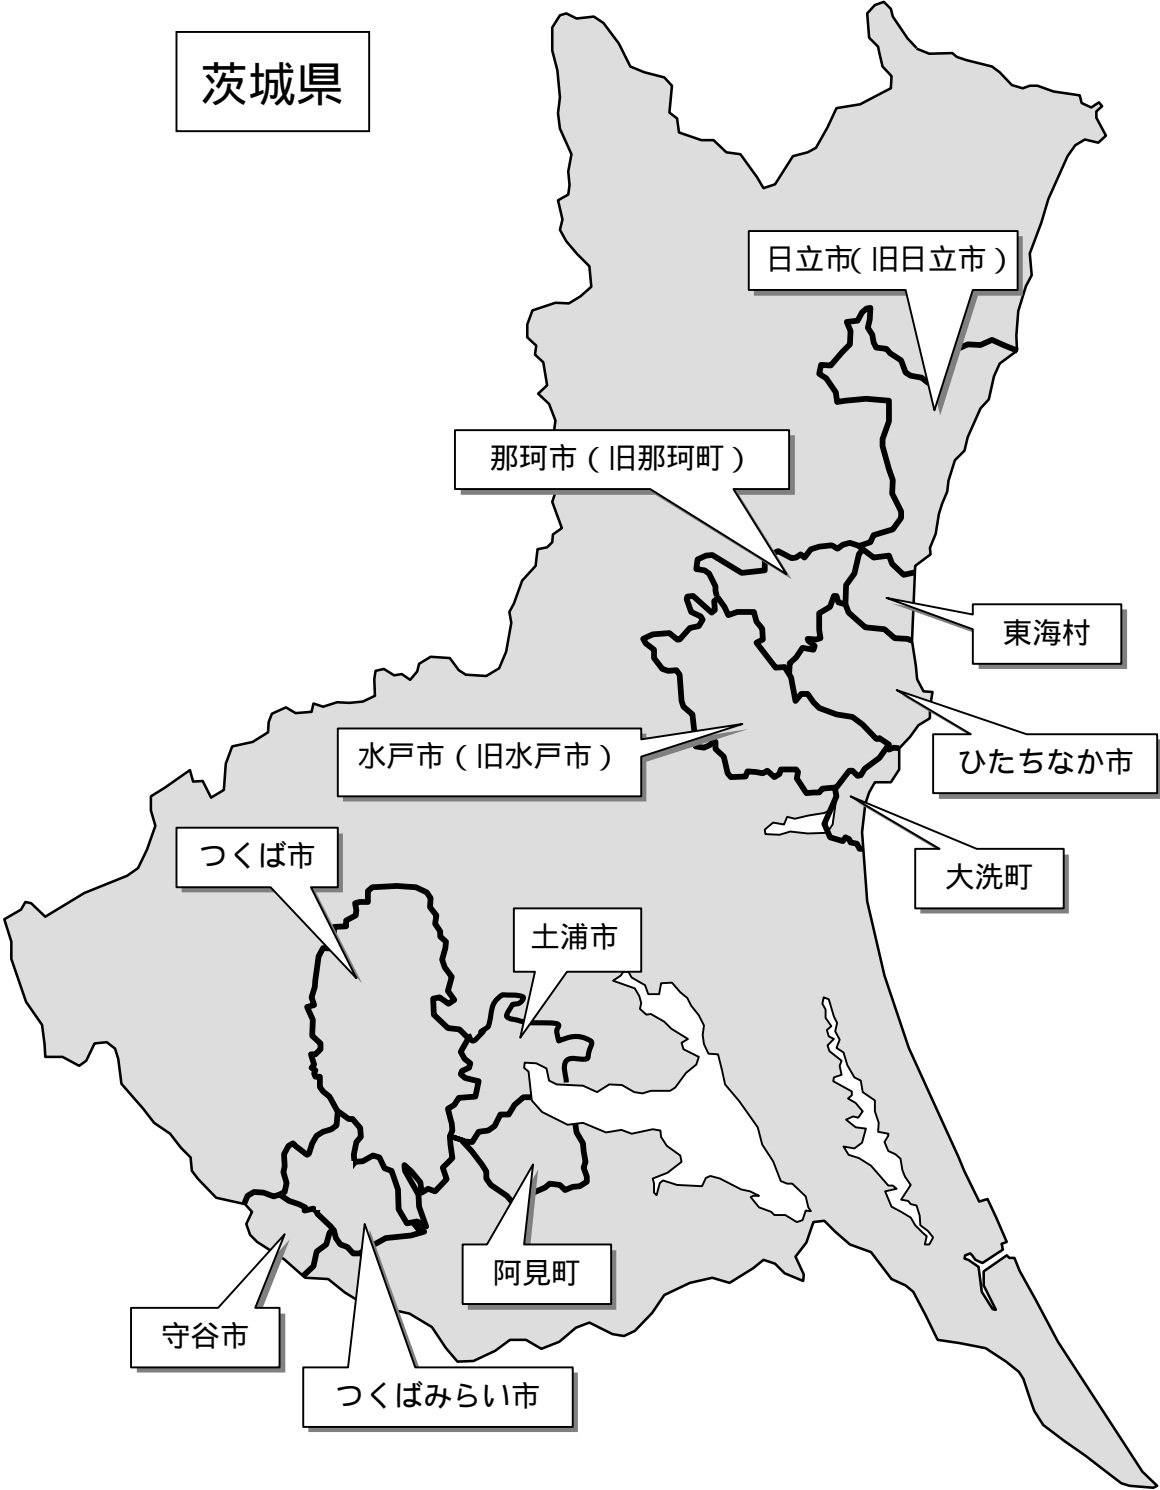 茨城県
日立市(旧日立市)
那珂市(旧那珂町)
東海村
水戸市(旧水戸市)
ひたちなか市
つくば市
大洗町
土浦市
阿見町
守谷市
つくばみらい市